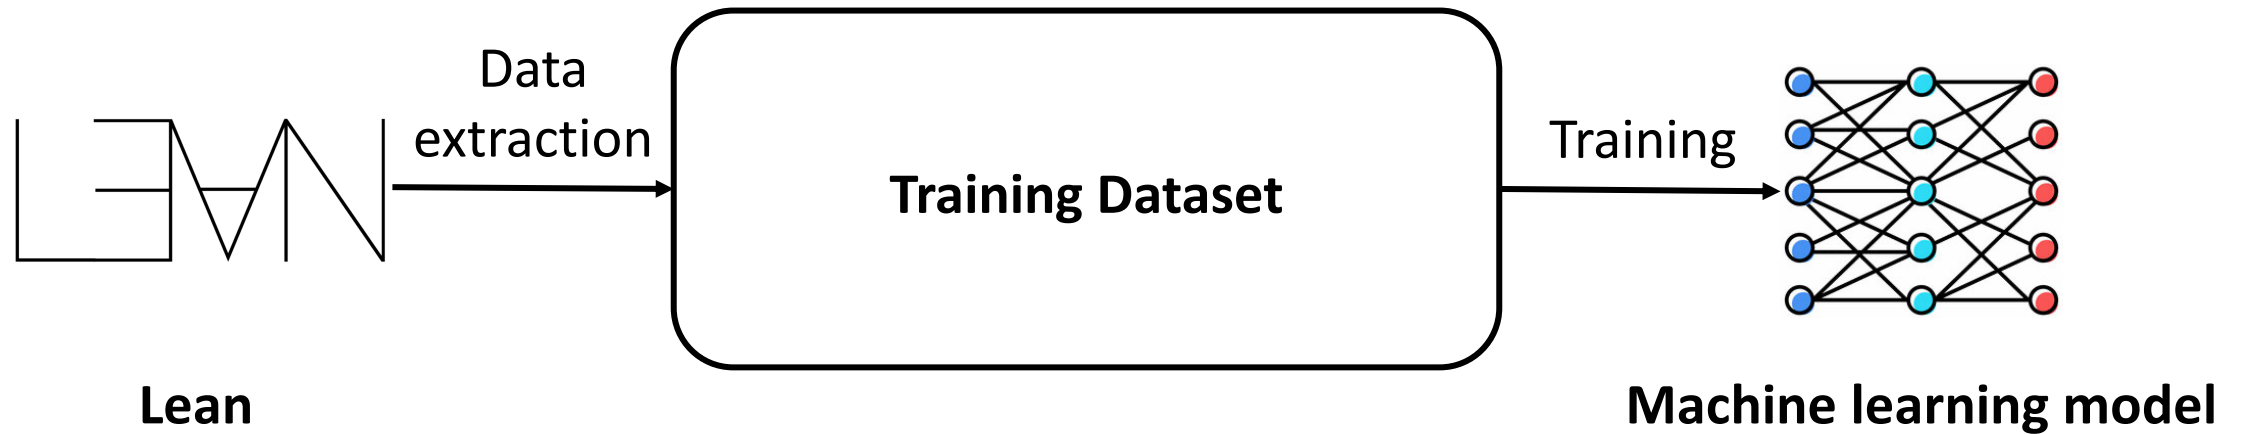 Data
extraction
Training
LEAN
Training Dataset
Lean
Machine learning model